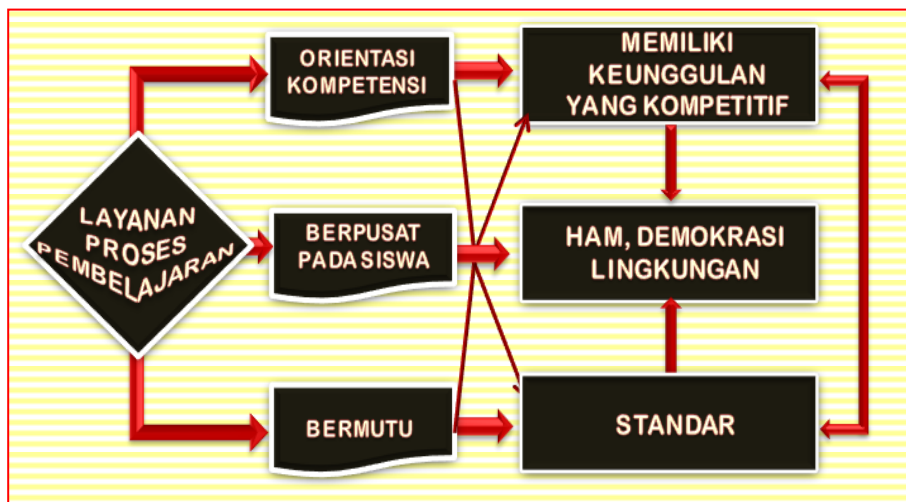 LAYANAN
PROSES
PEMBELAJARAN
ORIENTASI
KOMPETENSI
BERPUSAT
PADA SISWA
BERMUTU
MEMILIKI
KEUNGGULAN
YANG KOMPETITIF
HAM, DEMOKRASI
LINGKUNGAN
STANDAR